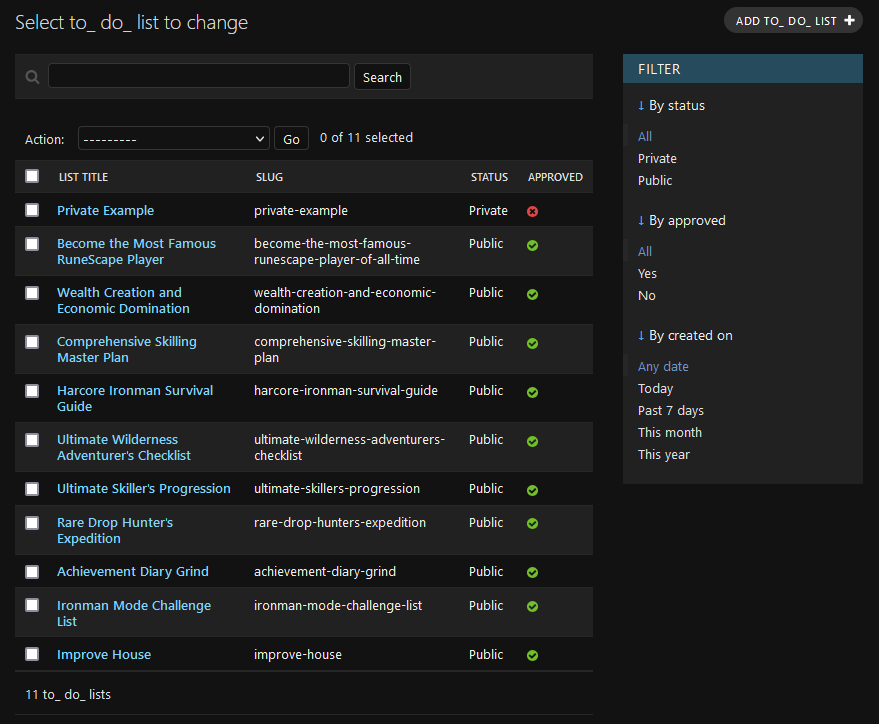 Select to_ do_ list to change
ADD TO_ DO_ LIST +
Search
Action: --------- Go 0 of 11 selected
LIST TITLE SLUG STATUS APPROVED
Private Example private-example Private
Become the Most Famous become-the-most-famous- Public
RuneScape Player runescape-player-of-all-time
Wealth Creation and wealth-creation-and-economic- Public
Economic Domination domination
Comprehensive Skilling comprehensive-skilling-master- Public
Master Plan plan
Harcore Ironman Survival harcore-ironman-survival-guide Public
Guide
Ultimate Wilderness ultimate-wilderness-adventurers- Public
Adventurer's Checklist checklist
Ultimate Skiller's Progression ultimate-skillers-progression Public
Rare Drop Hunter's rare-drop-hunters-expedition Public
Expedition
Achievement Diary Grind achievement-diary-grind Public
Ironman Mode Challenge ironman-mode-challenge-list Public
List
Improve House improve-house Public
11 to_ do_ lists
FILTER
↓ By status
All
Private
Public
↓ By approved
All
Yes
No
↓ By created on
Any date
Today
Past 7 days
This month
This year